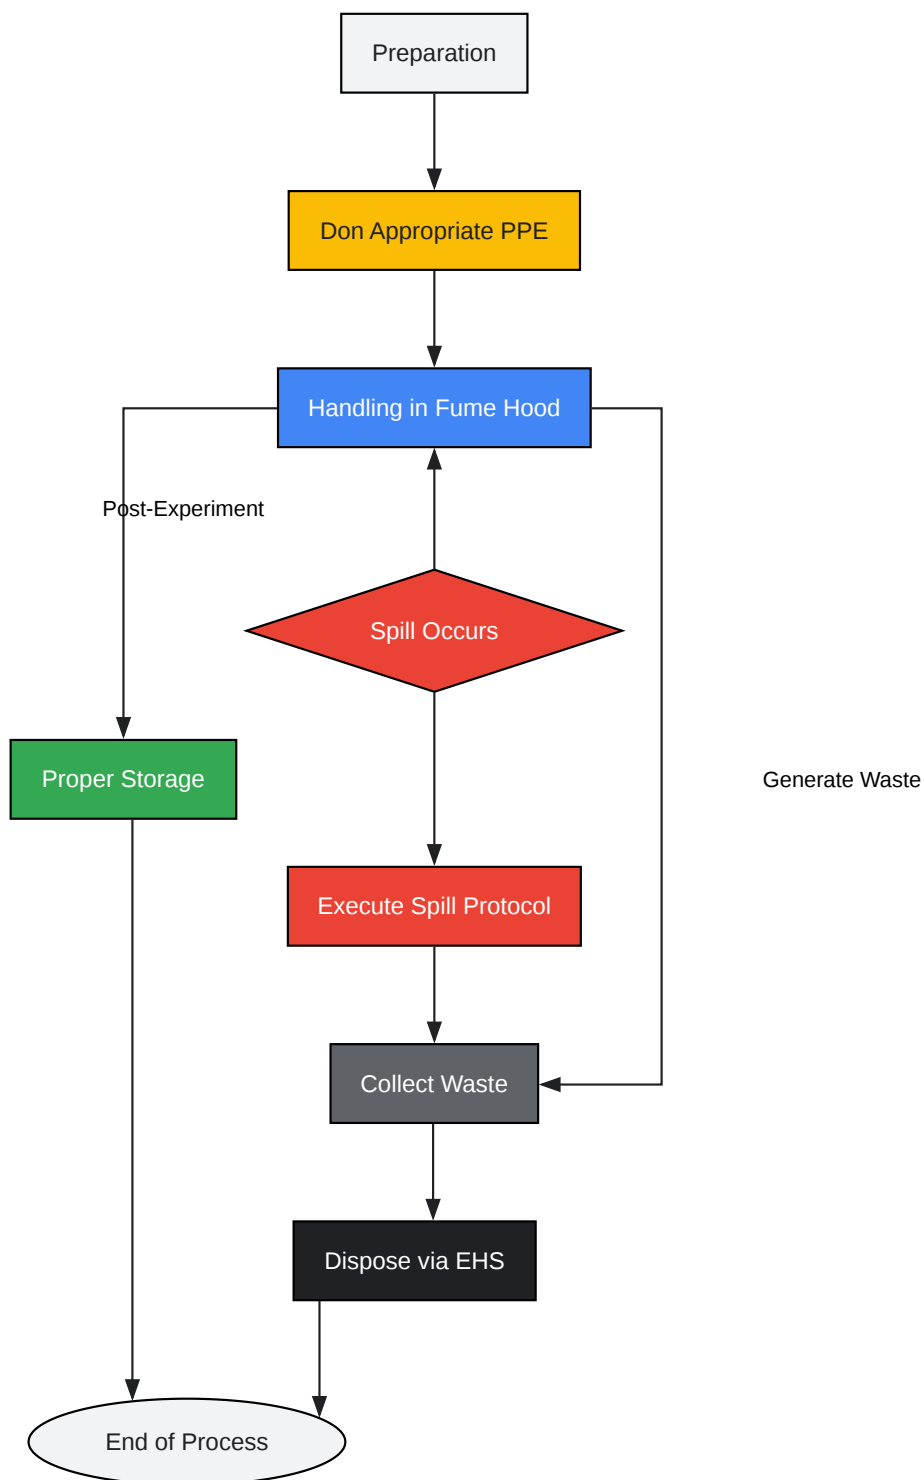 Preparation
Don Appropriate PPE
Handling in Fume Hood
Post-Experiment
Spill Occurs
Proper Storage
Generate Waste
Execute Spill Protocol
Collect Waste
Dispose via EHS
End of Process